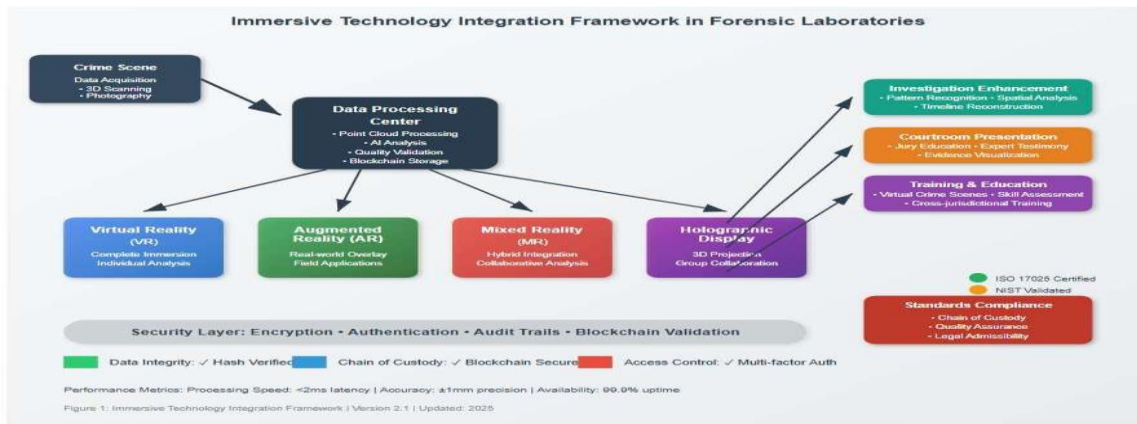 Immersive Technology Integration Framework in Forensic Laboratories
Crime Scene
Data Acquisition
• 3D Scanning
• Photography
Data Processing
Center
• Point Cloud Processing
• AI Analysis
• Quality Validation
• Blockchain Storage
Investigation Enhancement
• Pattern Recognition • Spatial Analysis
• Timeline Reconstruction
Courtroom Presentation
• Jury Education • Expert Testimony
• Evidence Visualization
Training & Education
• Virtual Crime Scenes • Skill Assessment
• Cross-jurisdictional Training
Virtual Reality
(VR)
Complete Immersion
Individual Analysis
Augmented
Reality (AR)
Real-world Overlay
Field Applications
Mixed Reality
(MR)
Hybrid Integration
Collaborative Analysis
Holographic
Display
3D Projection
Group Collaboration
ISO 17025 Certified
NIST Validated
Standards Compliance
• Chain of Custody
• Quality Assurance
• Legal Admissibility
Security Layer: Encryption • Authentication • Audit Trails • Blockchain Validation
Data Integrity: ✓ Hash Verified
Chain of Custody: ✓ Blockchain Secure
Access Control: ✓ Multi-factor Auth
Performance Metrics: Processing Speed: <2ms latency | Accuracy: ±1mm precision | Availability: 99.9% uptime
Figure 1: Immersive Technology Integration Framework | Version 2.1 | Updated: 2025